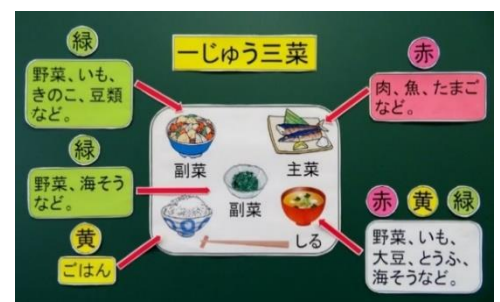 一じゅう三菜
緑
野菜、いも、
きのこ、豆類
など。
赤
肉、魚、たまご
など。
副菜
主菜
緑
野菜、海そう
など。
副菜
赤 黄 緑
野菜、いも、
大豆、とうふ、
海そうなど。
黄
ごはん
しる